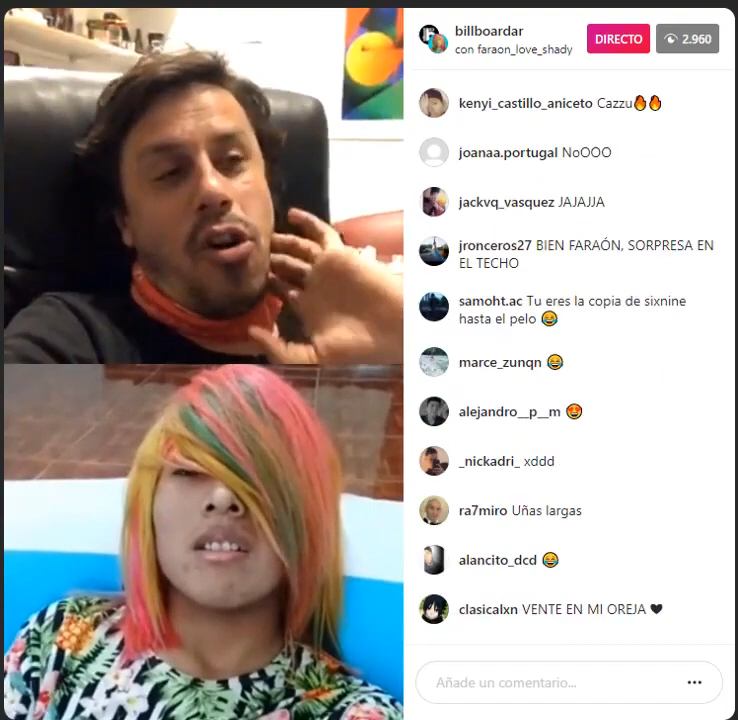 billboardar
con faraon_love_shady
DIRECTO
2.960
kenyi_castillo_aniceto Cazzu🔥🔥
joanaa.portugal NoOOO
jackvq_vasquez JAJAJJA
jronceros27 BIEN FARAÓN, SORPRESA EN
EL TECHO
samoht.ac Tu eres la copia de sixnine
hasta el pelo 😂
marce_zunqn 😂
alejandro__p__m 😍
_nickadri_ xddd
ra7miro Uñas largas
alancito_dcd 😂
clasicalxn VENTE EN MI OREJA 🖤
Añade un comentario...